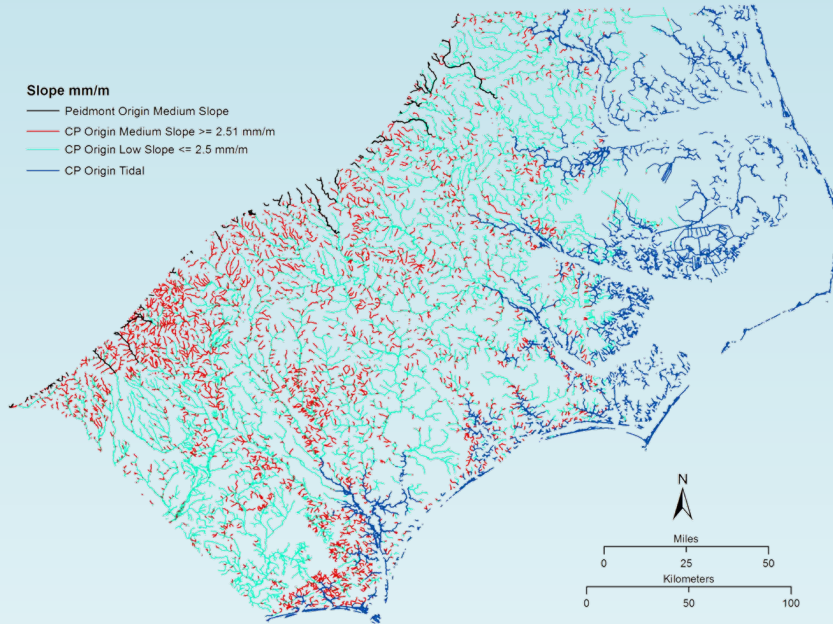 Slope mm/m
Peidmont Origin Medium Slope
CP Origin Medium Slope >= 2.51 mm/m
CP Origin Low Slope <= 2.5 mm/m
CP Origin Tidal
N
Miles
0 25 50
Kilometers
0 50 100